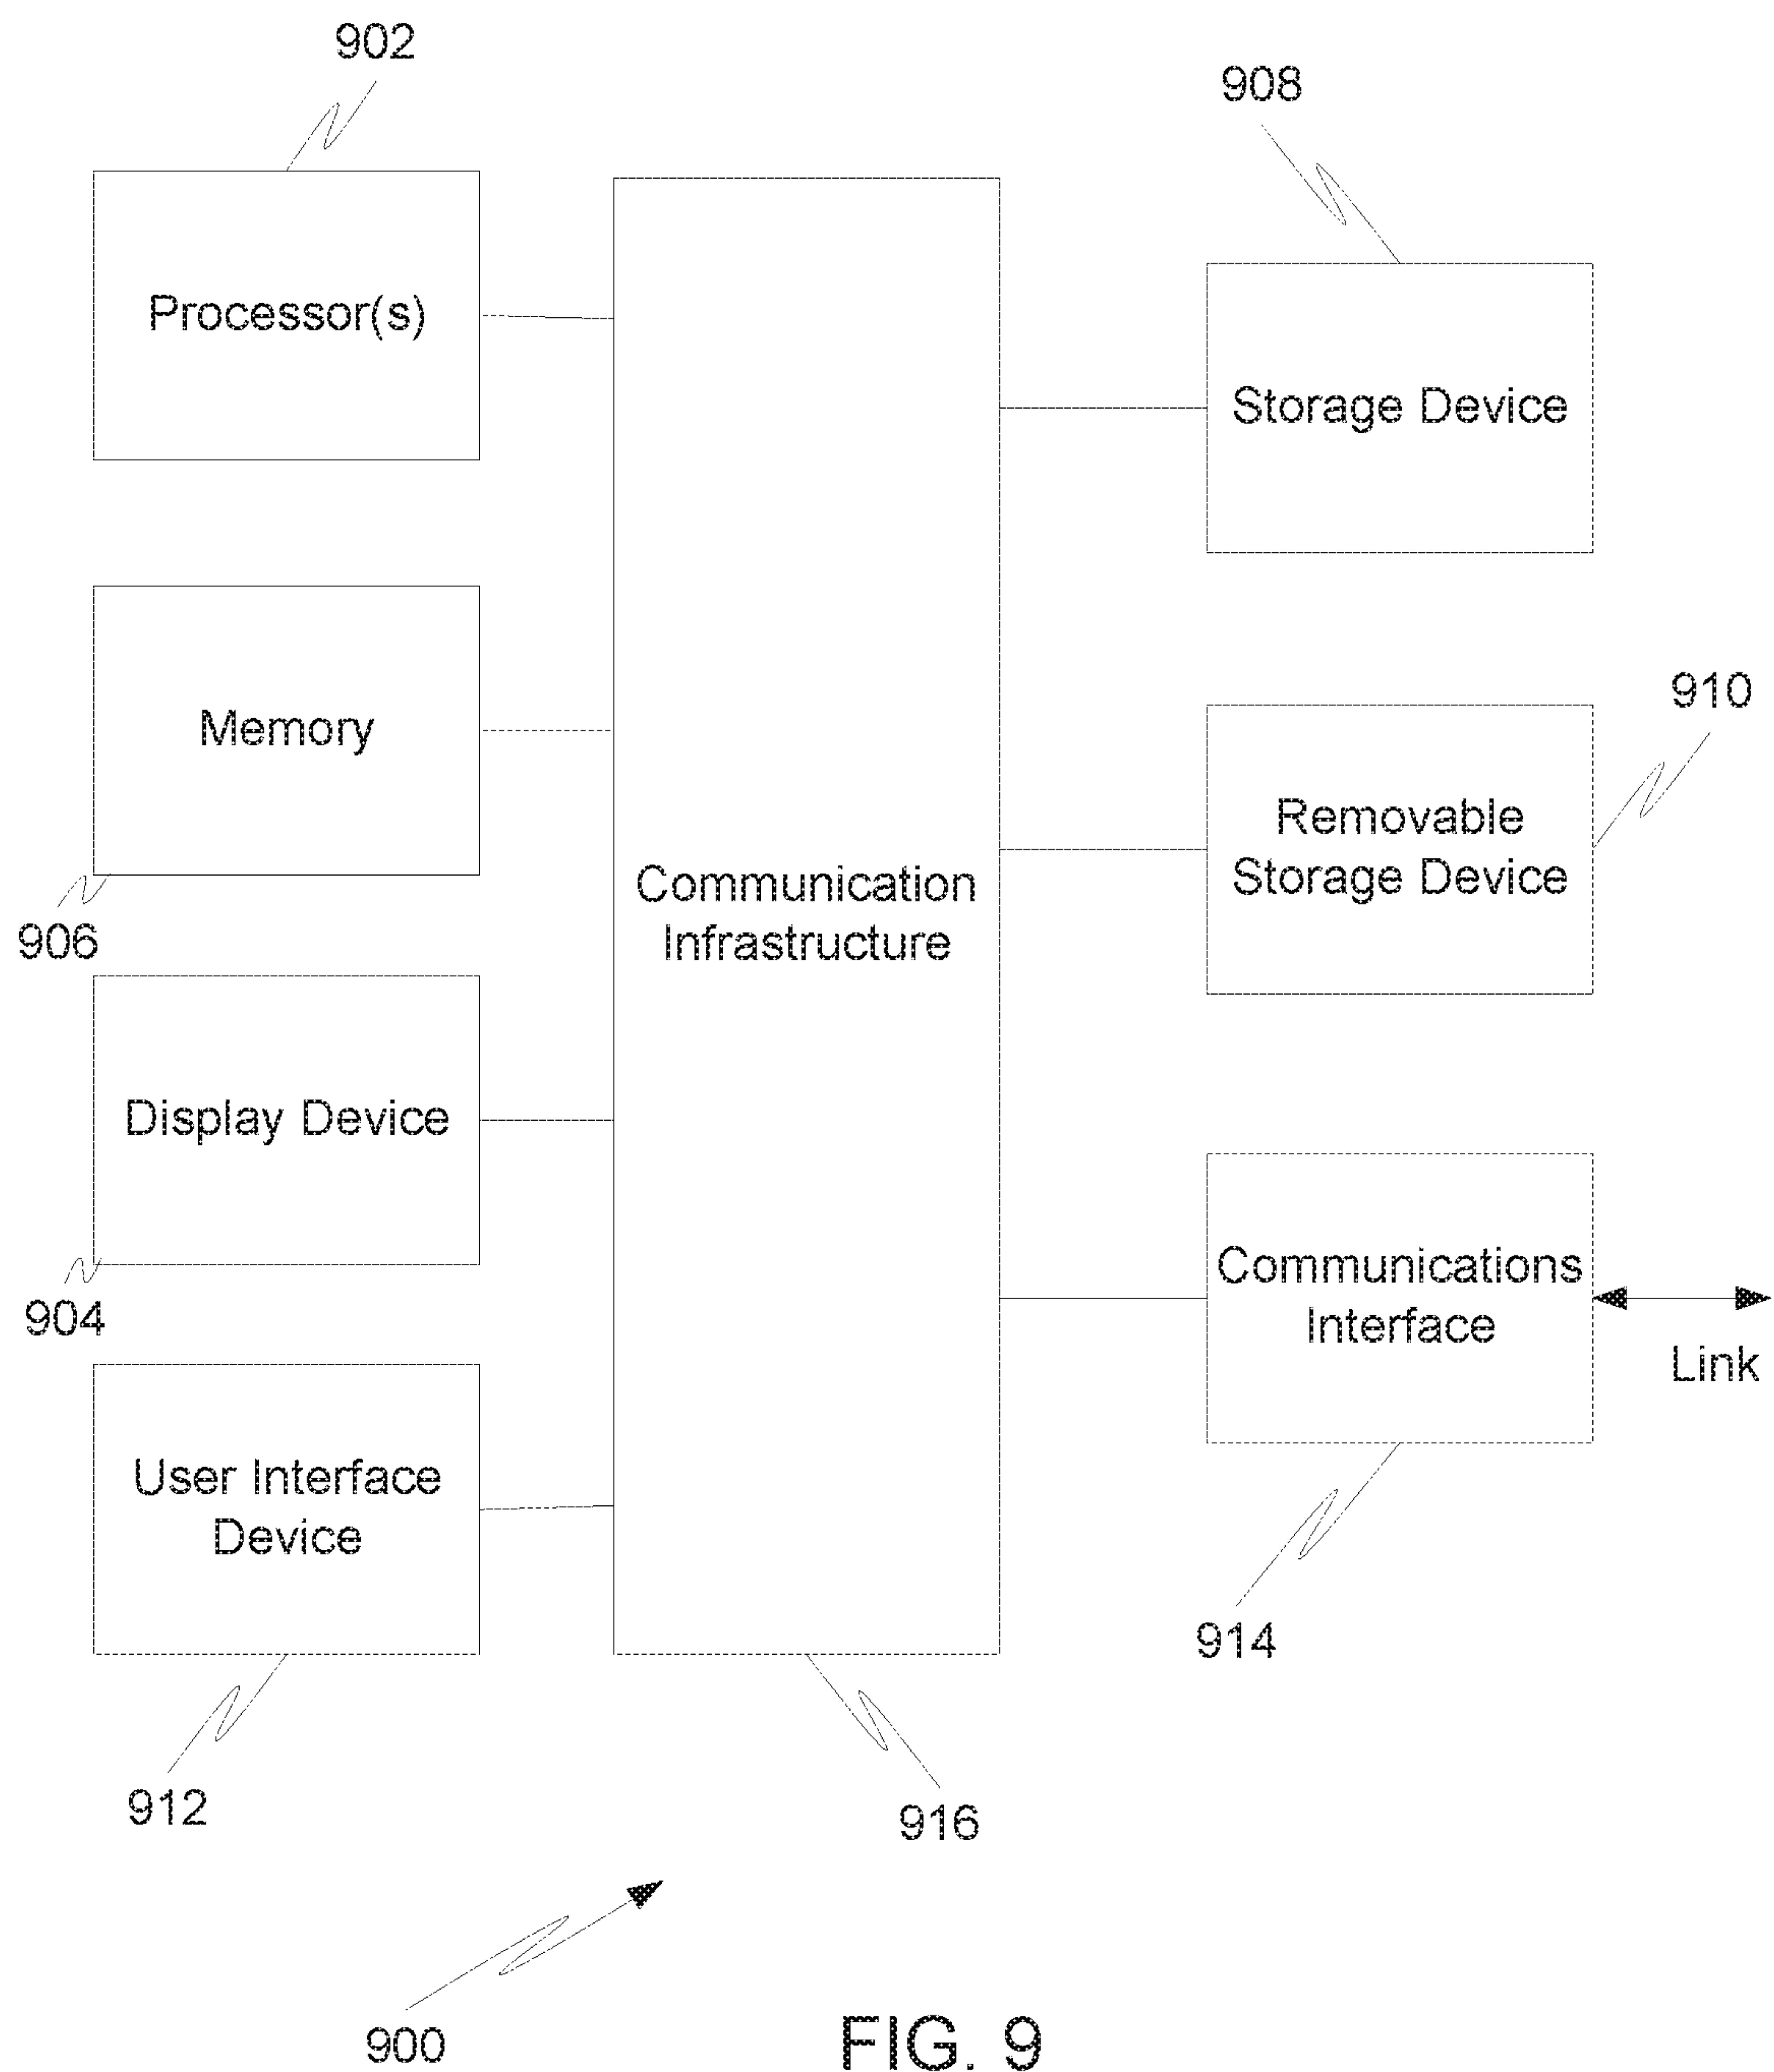 902
908
Processor(s)
Storage Device
910
Memory
Removable
Storage Device
906
Communication
Infrastructure
Display Device
904
Communications
Interface
Link
User Interface
Device
914
912
916
900
FIG. 9